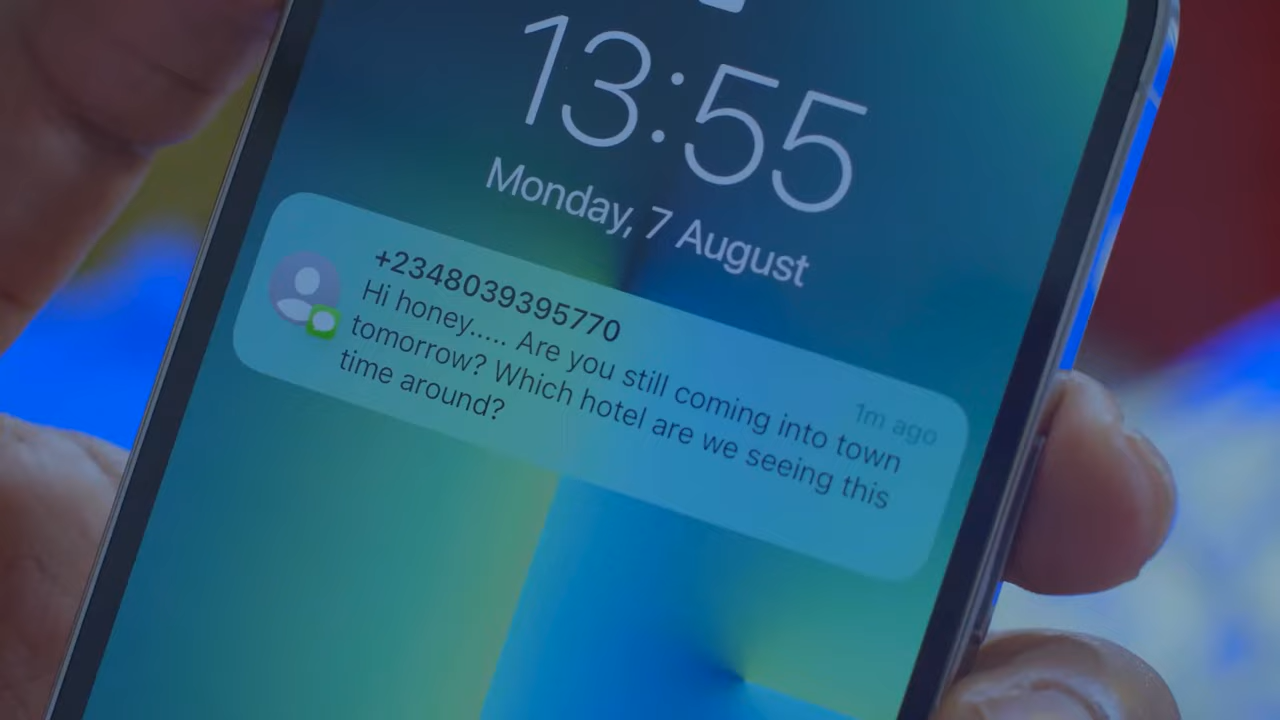 13:55
Monday, 7 August
+2348039395770
1m ago
Hi honey..... Are you still coming into town
tomorrow? Which hotel are we seeing this
time around?